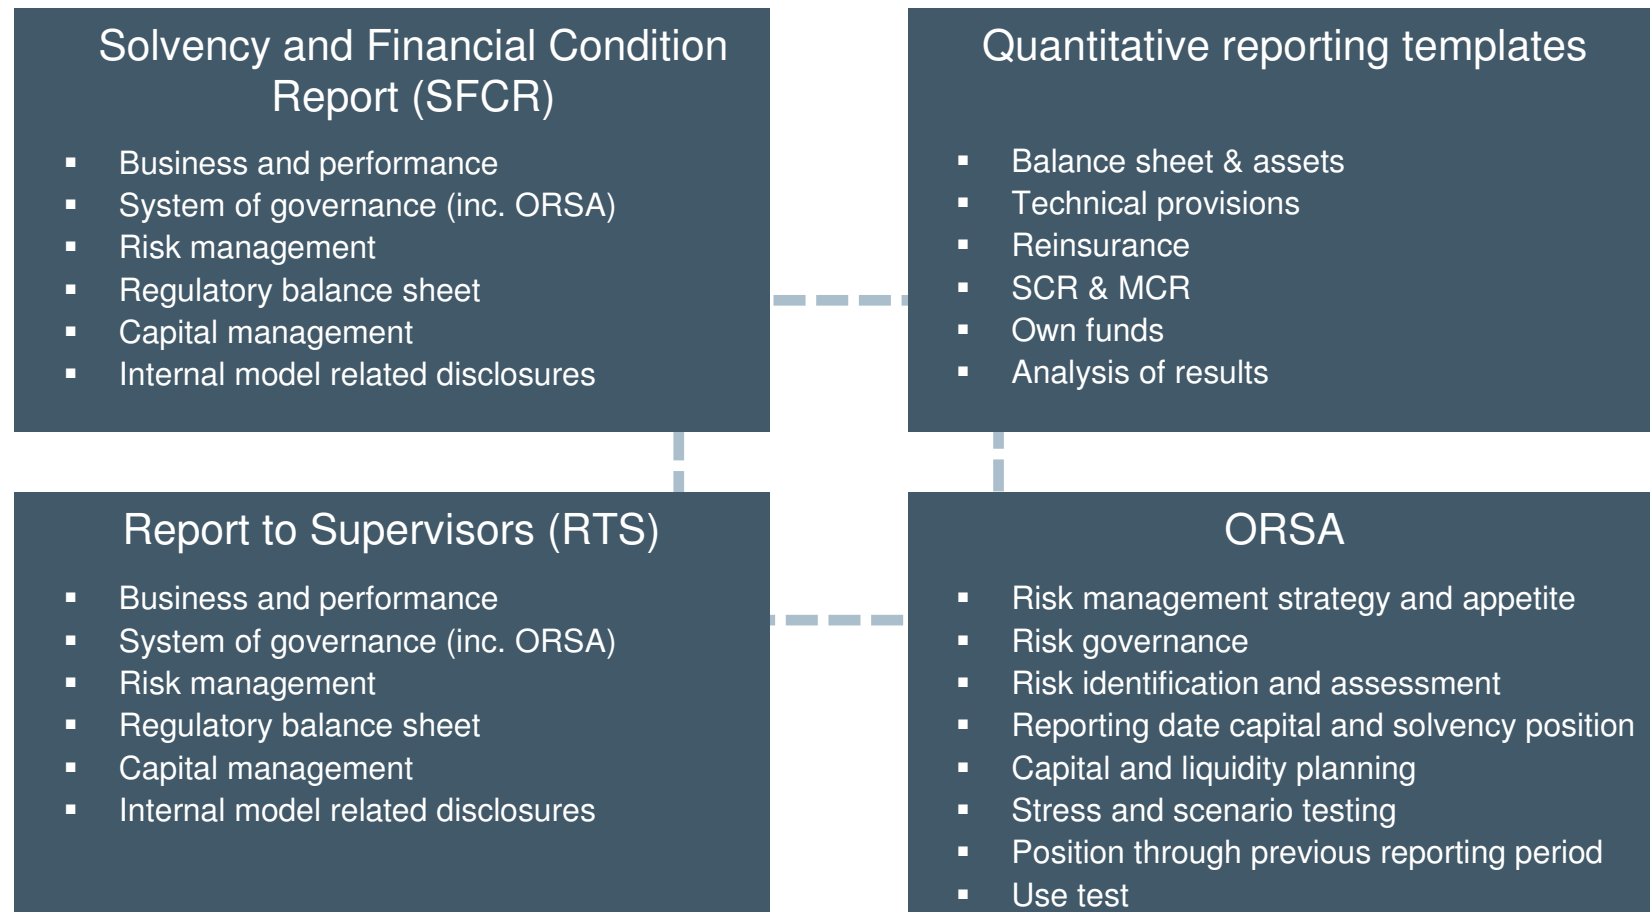 Solvency and Financial Condition
Report (SFCR)
▪ Business and performance
▪ System of governance (inc. ORSA)
▪ Risk management
▪ Regulatory balance sheet
▪ Capital management
▪ Internal model related disclosures
Quantitative reporting templates
▪ Balance sheet & assets
▪ Technical provisions
▪ Reinsurance
▪ SCR & MCR
▪ Own funds
▪ Analysis of results
Report to Supervisors (RTS)
▪ Business and performance
▪ System of governance (inc. ORSA)
▪ Risk management
▪ Regulatory balance sheet
▪ Capital management
▪ Internal model related disclosures
ORSA
▪ Risk management strategy and appetite
▪ Risk governance
▪ Risk identification and assessment
▪ Reporting date capital and solvency position
▪ Capital and liquidity planning
▪ Stress and scenario testing
▪ Position through previous reporting period
▪ Use test